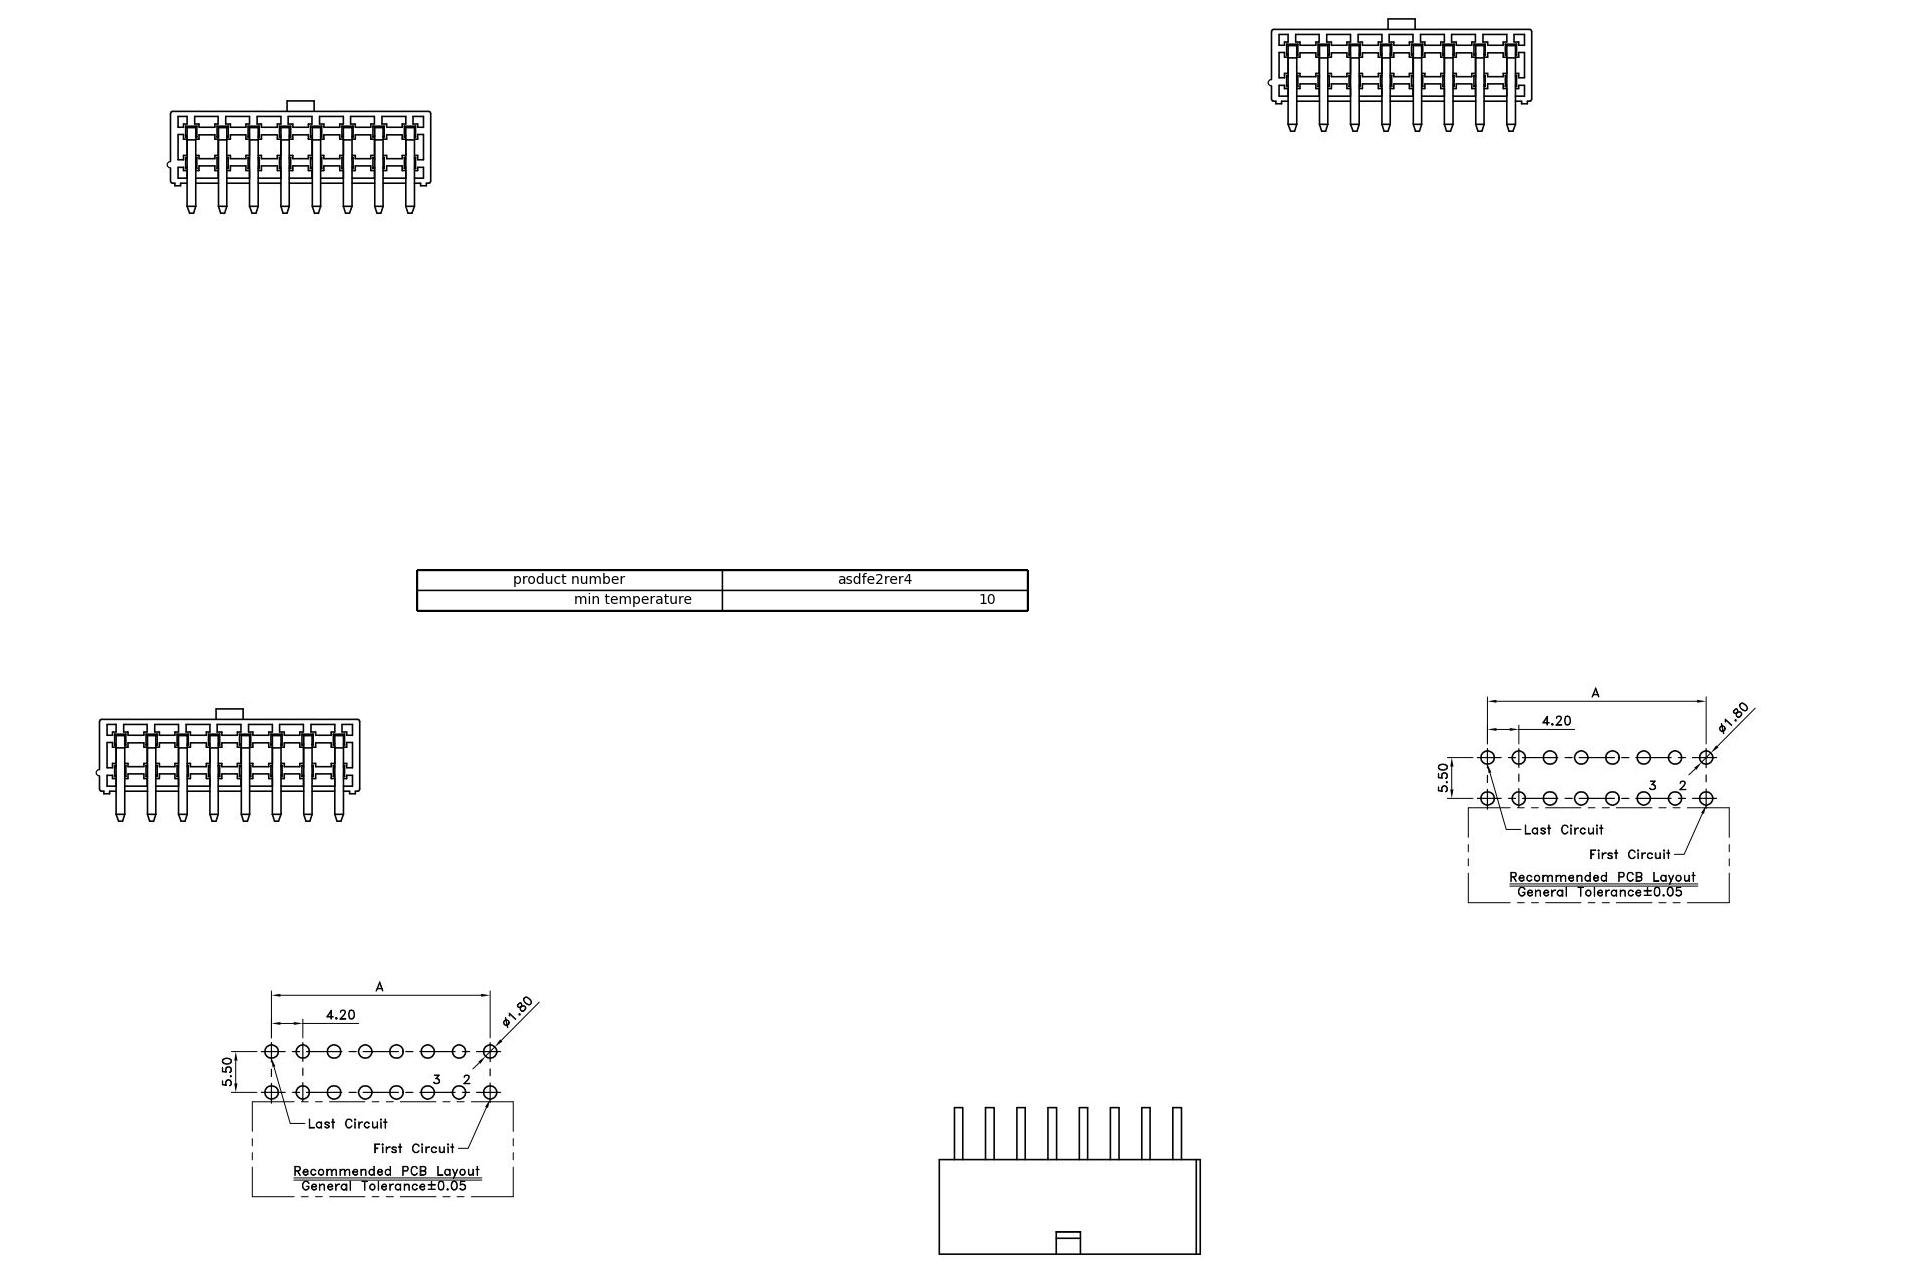 product number asdfe2rer4
min temperature 10
A
4.20
ø1.80
5.50
3 2
Last Circuit
First Circuit
Recommended PCB Layout
General Tolerance±0.05
A
4.20
ø1.80
5.50
3 2
Last Circuit
First Circuit
Recommended PCB Layout
General Tolerance±0.05